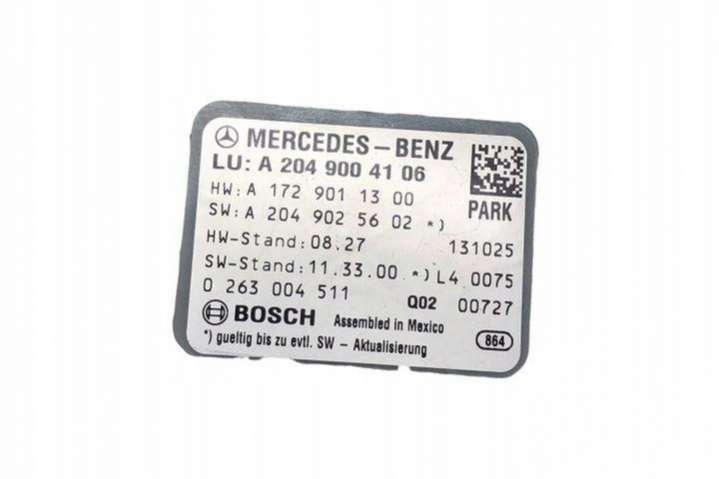 MERCEDES-BENZ
LU: A 204 900 41 06
HW: A 172 901 13 00
SW: A 204 902 56 02 *)
PARK
HW-Stand: 08.27 131025
SW-Stand: 11.33.00 *) L4 0075
0 263 004 511 Q02 00727
BOSCH Assembled in Mexico
*) gueltig bis zu evtl. SW - Aktualisierung 864